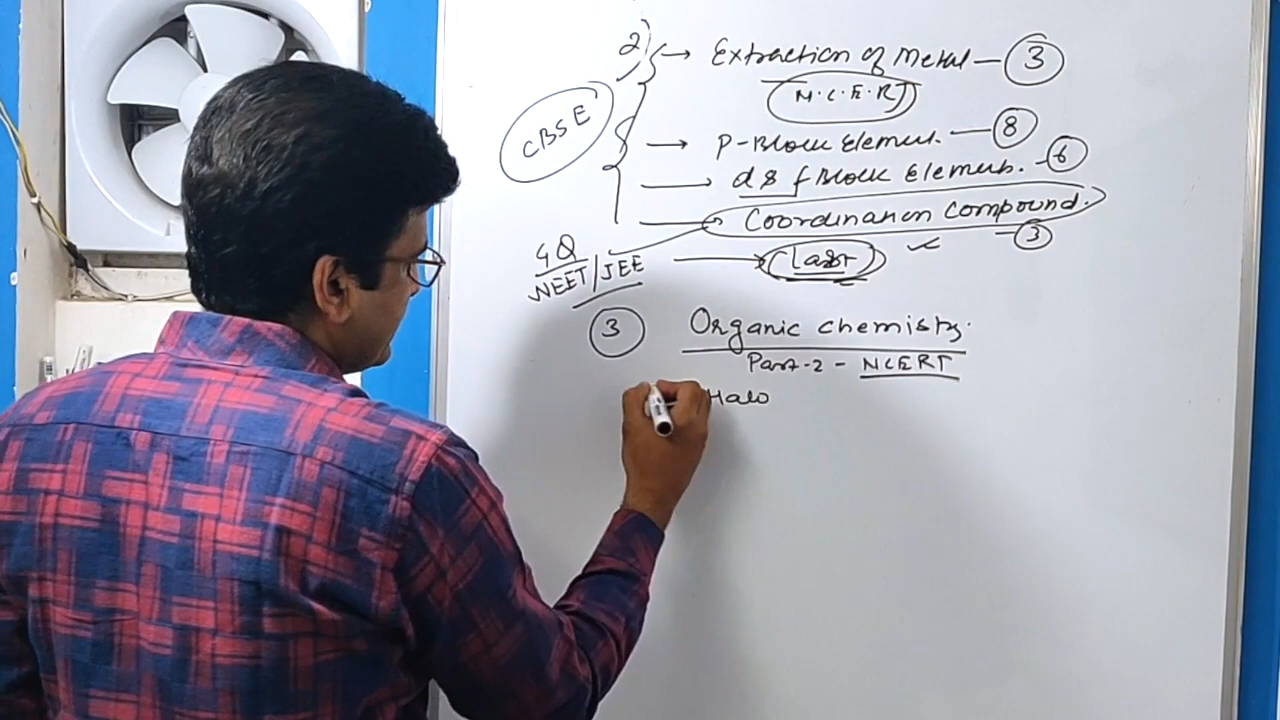 2) → Extraction of Metal — 3
N.C.E.R.T
CBSE
→ P-Block Element. — 8
→ d & f Block Elements. - 6
→ Coordination Compound.
- 3
4Q
NEET/JEE → Last
3 Organic chemistry.
Part-2 - NCERT
Halo